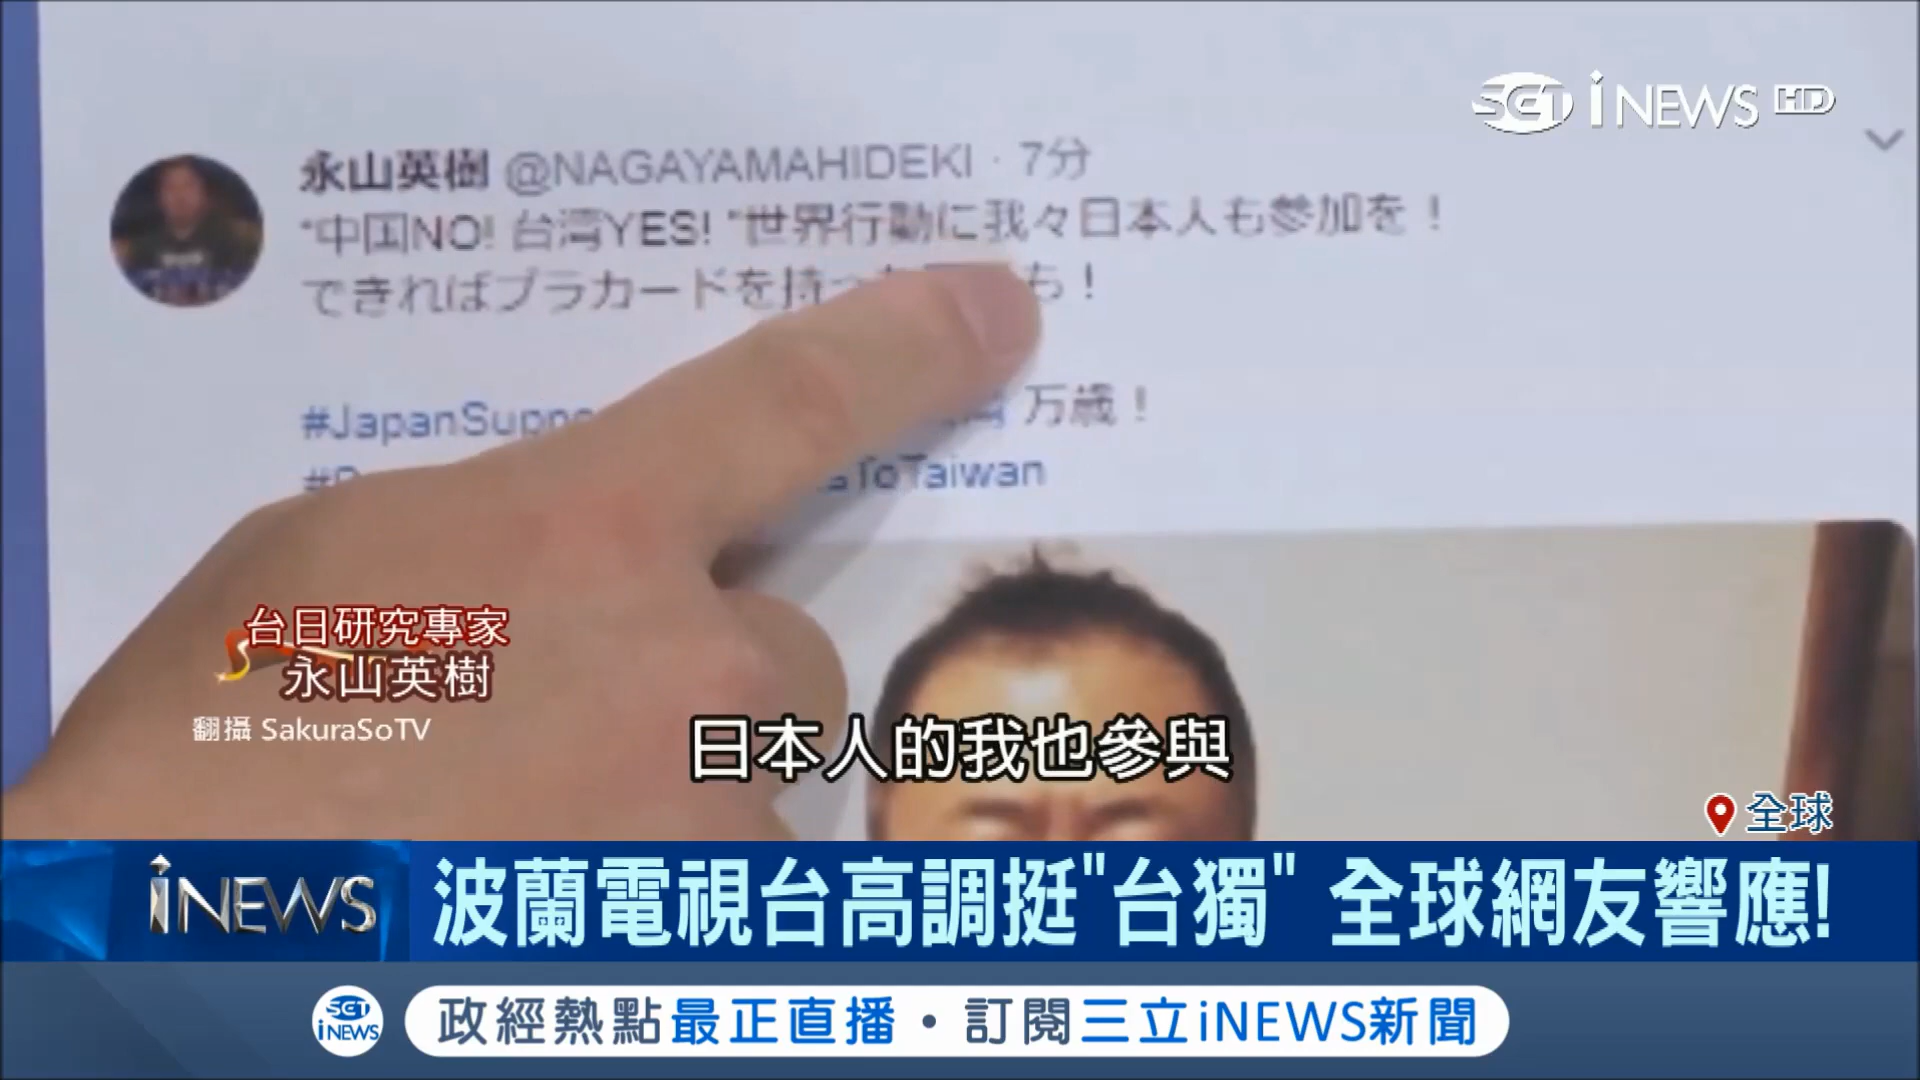 SET iNEWS HD
永山英樹 @NAGAYAMAHIDEKI · 7分
"中国NO! 台湾YES! "世界行動に我々日本人も参加を！
できればプラカードを持っ も！
#JapanSuppo 万歳！
ToTaiwan
台日研究專家
永山英樹
翻攝 SakuraSoTV
日本人的我也參與
全球
iNEWS
波蘭電視台高調挺"台獨" 全球網友響應!
SET iNEWS
政經熱點最正直播・訂閱三立iNEWS新聞